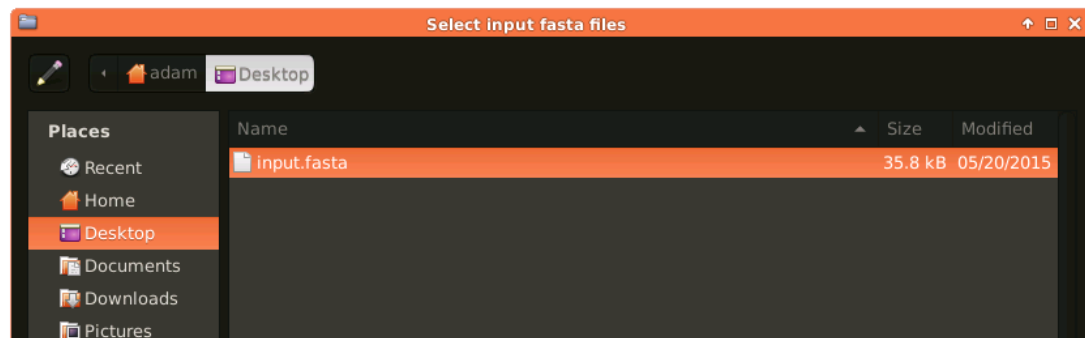 Select input fasta files
adam Desktop
Places
Recent
Home
Desktop
Documents
Downloads
Pictures
Name Size Modified
input.fasta 35.8 kB 05/20/2015